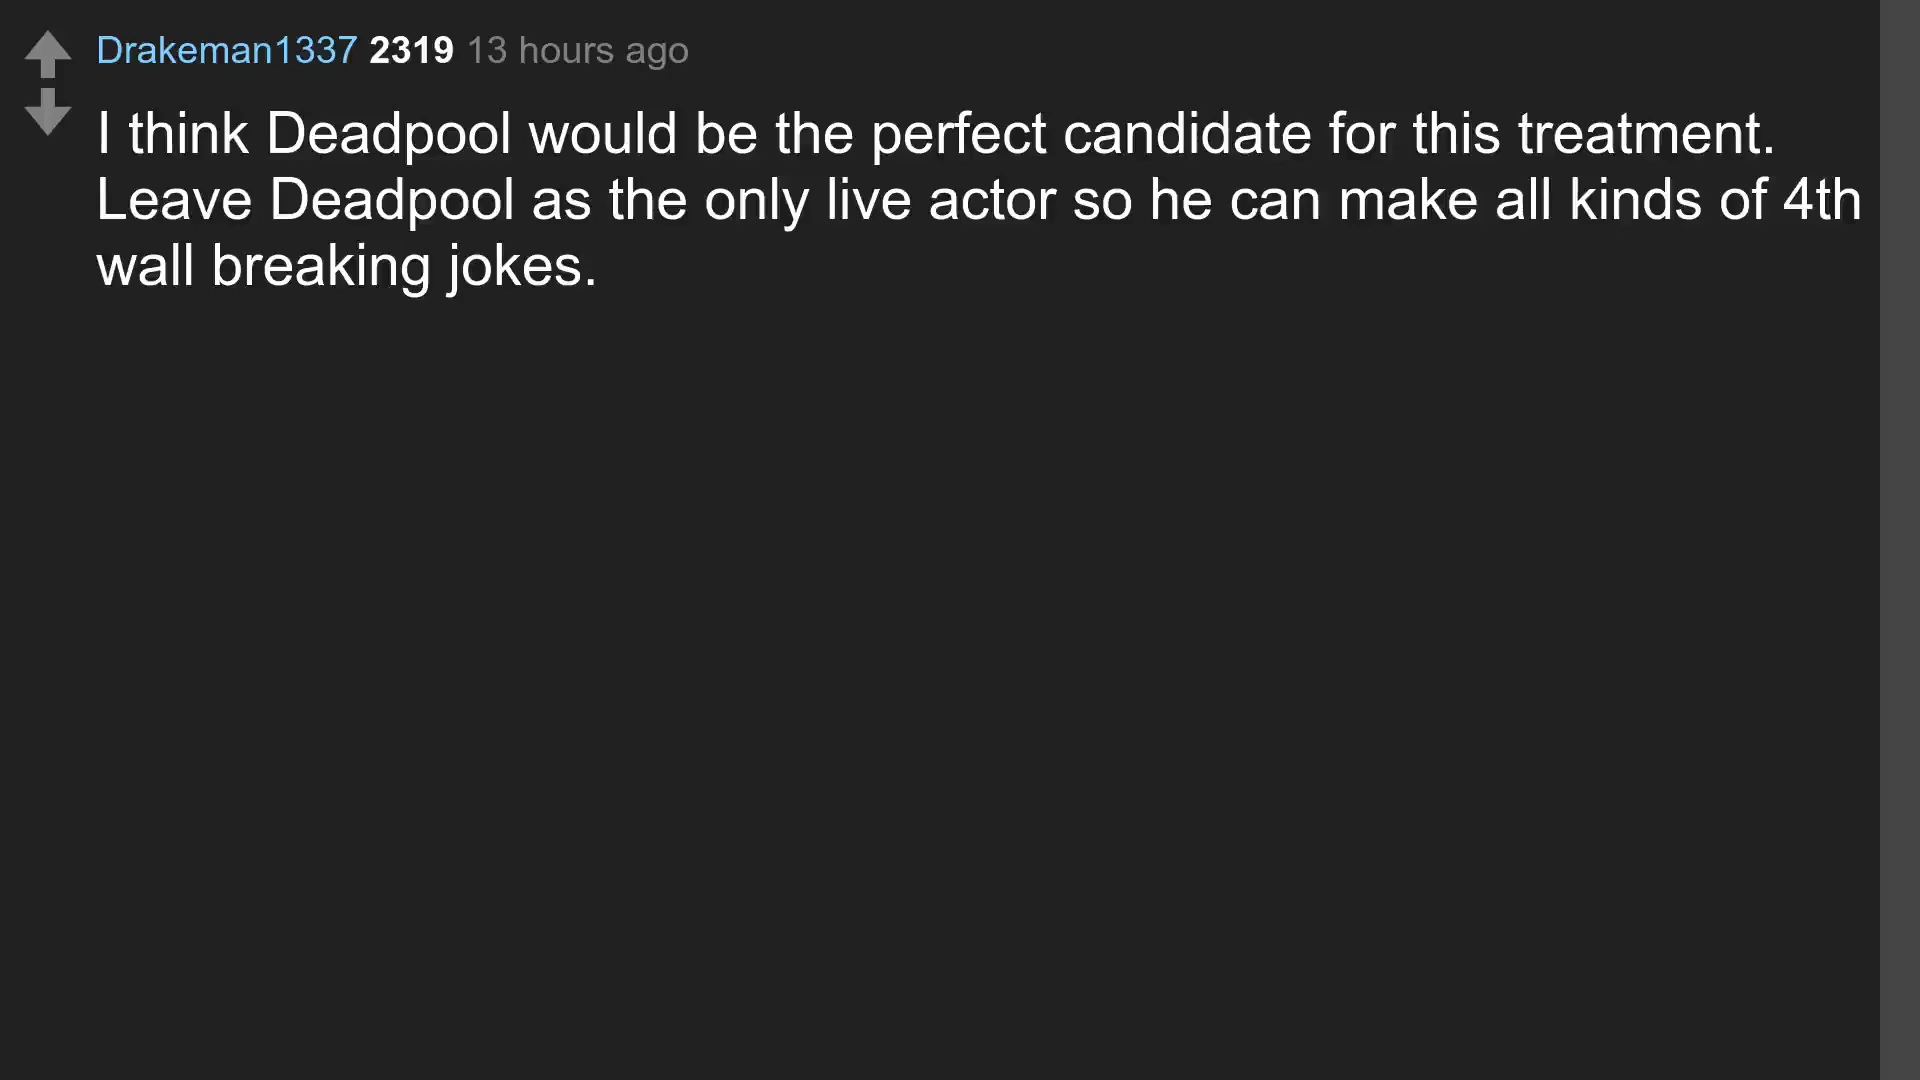 Drakeman1337 2319 13 hours ago
I think Deadpool would be the perfect candidate for this treatment.
Leave Deadpool as the only live actor so he can make all kinds of 4th
wall breaking jokes.